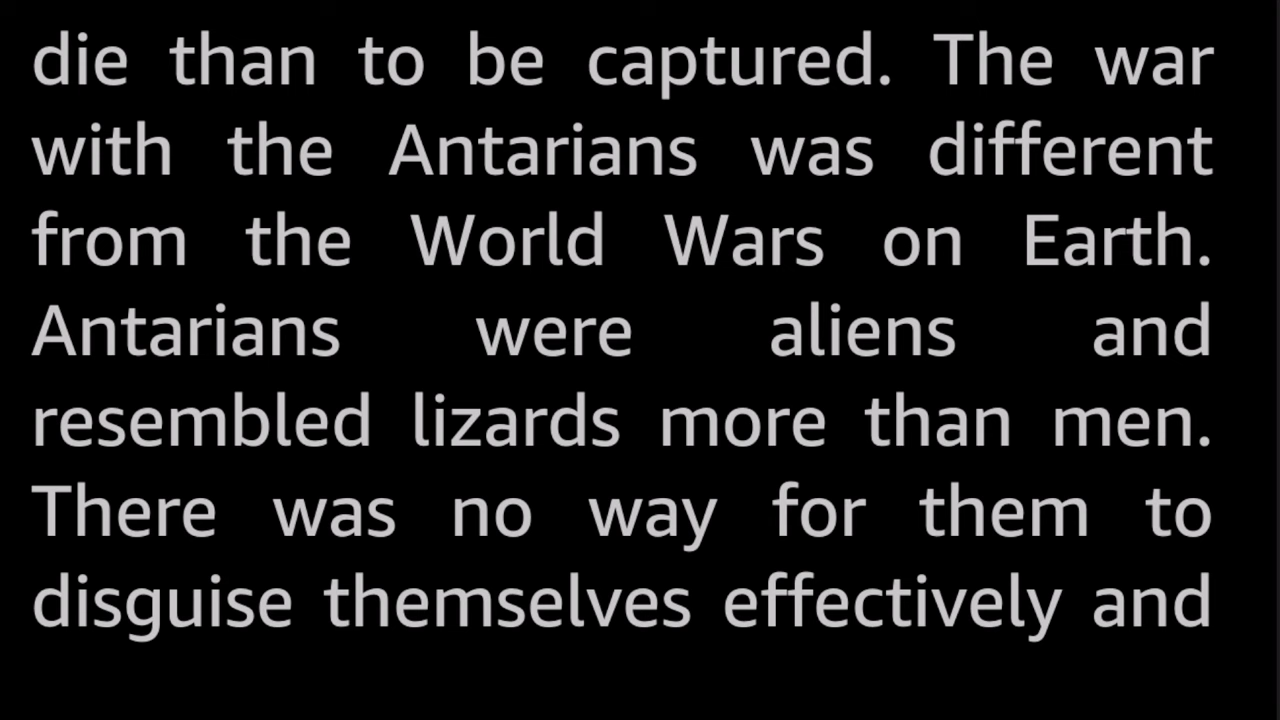 die than to be captured. The war
with the Antarians was different
from the World Wars on Earth.
Antarians were aliens and
resembled lizards more than men.
There was no way for them to
disguise themselves effectively and